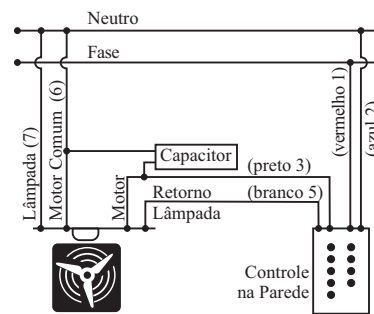 Neutro
Fase
Lâmpada (7)
Motor Comum (6)
Motor
Capacitor
(preto 3)
Retorno (branco 5)
Lâmpada
(vermelho 1)
(azul 2)
Controle
na Parede